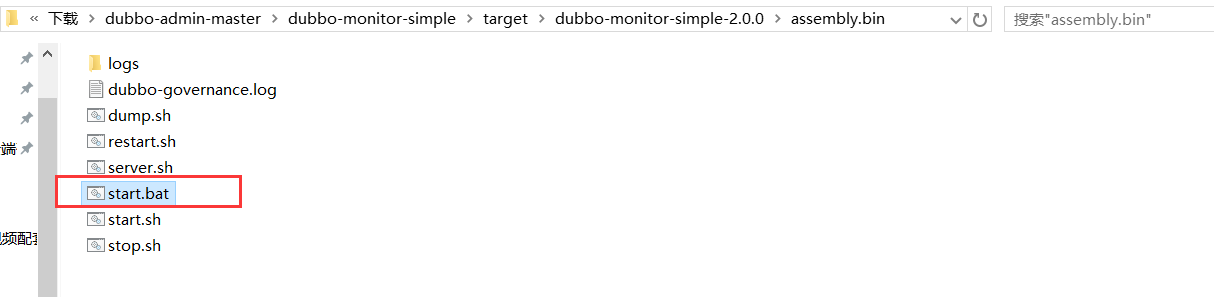 « 下载 > dubbo-admin-master > dubbo-monitor-simple > target > dubbo-monitor-simple-2.0.0 > assembly.bin
搜索"assembly.bin"
logs
dubbo-governance.log
dump.sh
restart.sh
端
server.sh
start.bat
start.sh
频配套
stop.sh